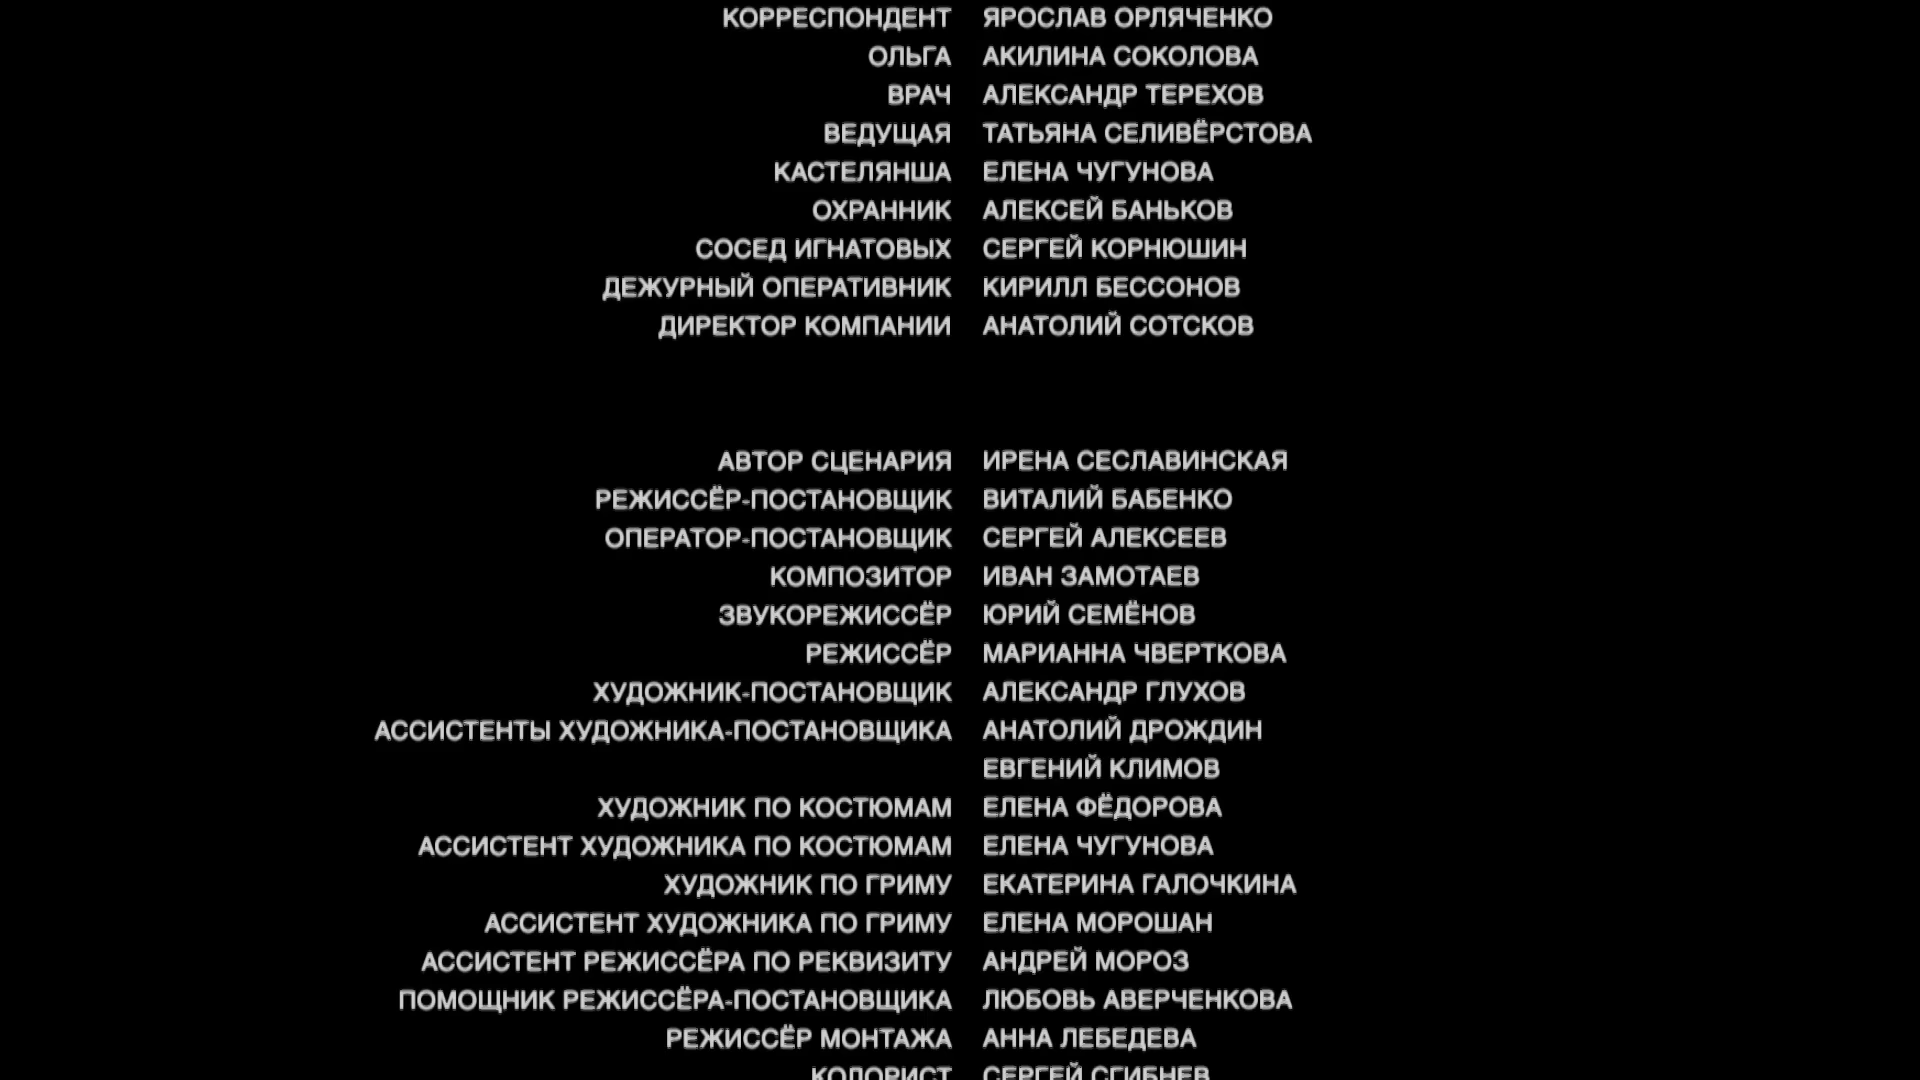 КОРРЕСПОНДЕНТ ЯРОСЛАВ ОРЛЯЧЕНКО
ОЛЬГА АКИЛИНА СОКОЛОВА
ВРАЧ АЛЕКСАНДР ТЕРЕХОВ
ВЕДУЩАЯ ТАТЬЯНА СЕЛИВЁРСТОВА
КАСТЕЛЯНША ЕЛЕНА ЧУГУНОВА
ОХРАННИК АЛЕКСЕЙ БАНЬКОВ
СОСЕД ИГНАТОВЫХ СЕРГЕЙ КОРНЮШИН
ДЕЖУРНЫЙ ОПЕРАТИВНИК КИРИЛЛ БЕССОНОВ
ДИРЕКТОР КОМПАНИИ АНАТОЛИЙ СОТСКОВ
АВТОР СЦЕНАРИЯ ИРЕНА СЕСЛАВИНСКАЯ
РЕЖИССЁР-ПОСТАНОВЩИК ВИТАЛИЙ БАБЕНКО
ОПЕРАТОР-ПОСТАНОВЩИК СЕРГЕЙ АЛЕКСЕЕВ
КОМПОЗИТОР ИВАН ЗАМОТАЕВ
ЗВУКОРЕЖИССЁР ЮРИЙ СЕМЁНОВ
РЕЖИССЁР МАРИАННА ЧВЕРТКОВА
ХУДОЖНИК-ПОСТАНОВЩИК АЛЕКСАНДР ГЛУХОВ
АССИСТЕНТЫ ХУДОЖНИКА-ПОСТАНОВЩИКА АНАТОЛИЙ ДРОЖДИН
ЕВГЕНИЙ КЛИМОВ
ХУДОЖНИК ПО КОСТЮМАМ ЕЛЕНА ФЁДОРОВА
АССИСТЕНТ ХУДОЖНИКА ПО КОСТЮМАМ ЕЛЕНА ЧУГУНОВА
ХУДОЖНИК ПО ГРИМУ ЕКАТЕРИНА ГАЛОЧКИНА
АССИСТЕНТ ХУДОЖНИКА ПО ГРИМУ ЕЛЕНА МОРОШАН
АССИСТЕНТ РЕЖИССЁРА ПО РЕКВИЗИТУ АНДРЕЙ МОРОЗ
ПОМОЩНИК РЕЖИССЁРА-ПОСТАНОВЩИКА ЛЮБОВЬ АВЕРЧЕНКОВА
РЕЖИССЁР МОНТАЖА АННА ЛЕБЕДЕВА
КОЛОРИСТ СЕРГЕЙ СГИБНЕВ